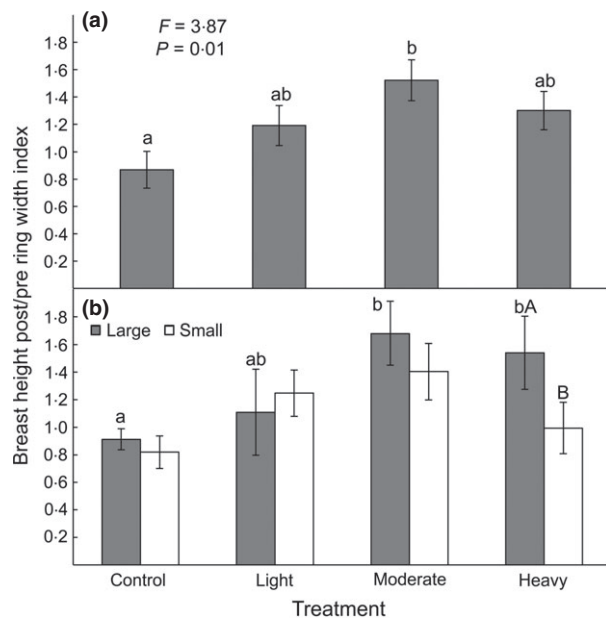 (a)
F = 3·87
P = 0·01
Breast height post/pre ring width index
1·8
1·6
1·4
1·2
1·0
0·8
0·6
0·4
0·2
a
ab
b
ab
(b)
Large Small
1·8
1·6
1·4
1·2
1·0
0·8
0·6
0·4
0·2
a
ab
b
bA
B
Control Light Moderate Heavy
Treatment